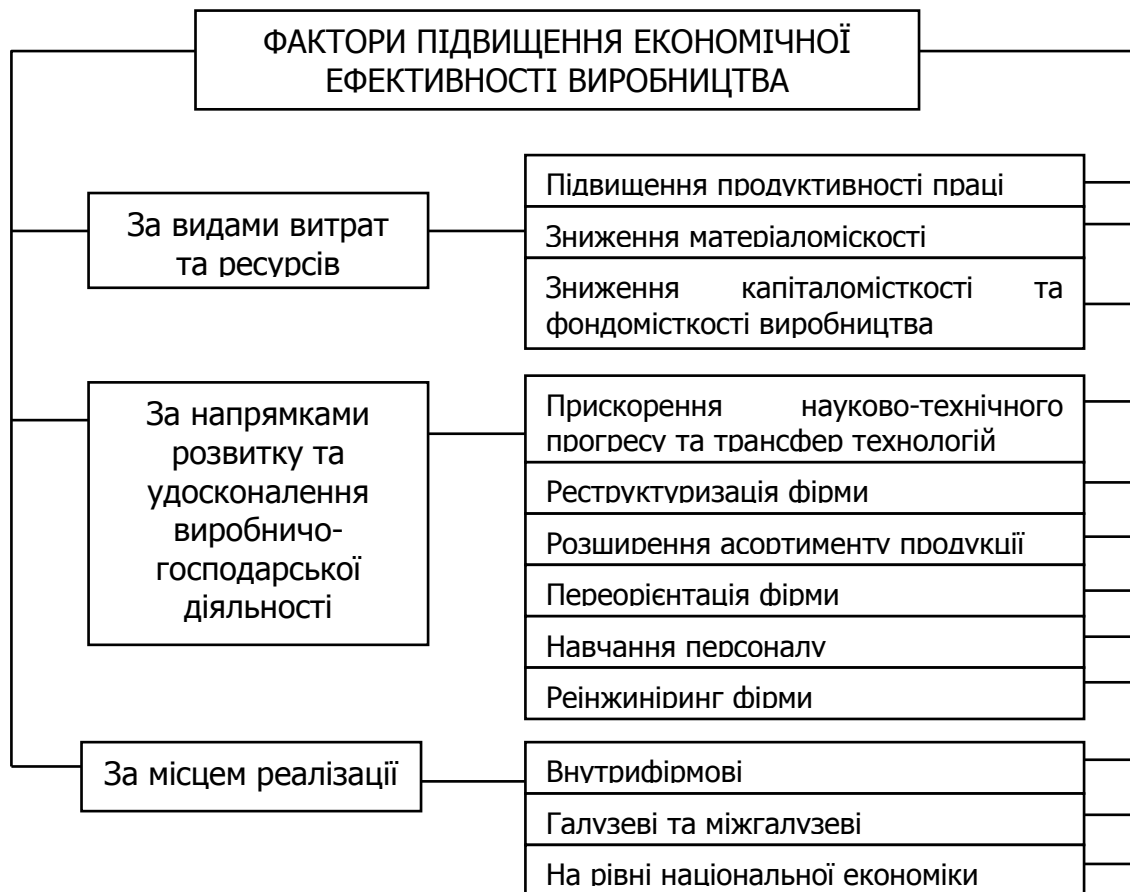 ФАКТОРИ ПІДВИЩЕННЯ ЕКОНОМІЧНОЇ
ЕФЕКТИВНОСТІ ВИРОБНИЦТВА
За видами витрат
та ресурсів
Підвищення продуктивності праці
Зниження матеріаломіскості
Зниження капіталомісткості та
фондомісткості виробництва
За напрямками
розвитку та
удосконалення
виробничо-
господарської
діяльності
Прискорення науково-технічного
прогресу та трансфер технологій
Реструктуризація фірми
Розширення асортименту продукції
Переорієнтація фірми
Навчання персоналу
Реінжиніринг фірми
За місцем реалізації
Внутрифірмові
Галузеві та міжгалузеві
На рівні національної економіки